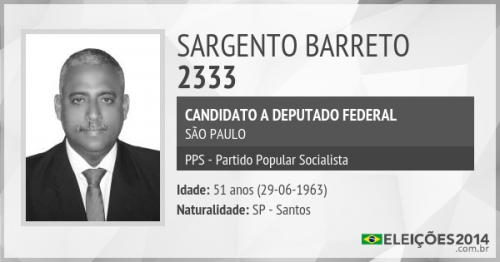 SARGENTO BARRETO
2333
CANDIDATO A DEPUTADO FEDERAL
SÃO PAULO
PPS - Partido Popular Socialista
Idade: 51 anos (29-06-1963)
Naturalidade: SP - Santos
ELEIÇÕES2014
.com.br